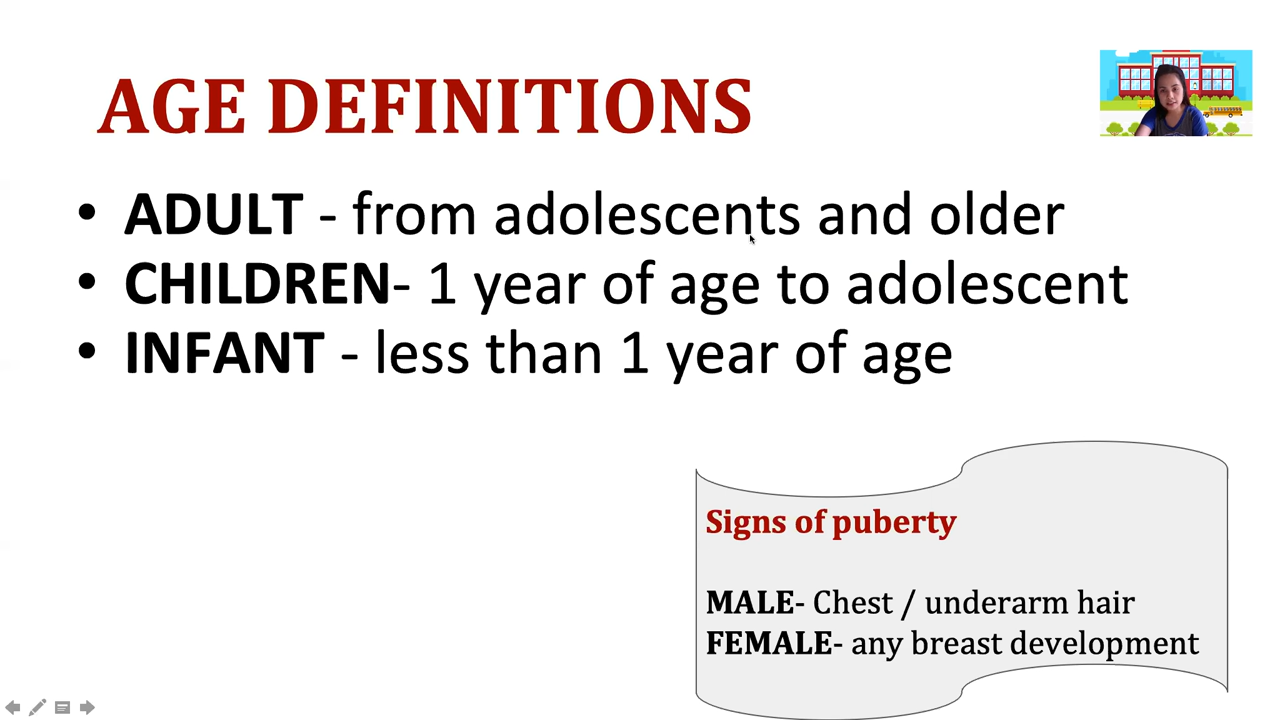 AGE DEFINITIONS
• ADULT - from adolescents and older
• CHILDREN- 1 year of age to adolescent
• INFANT - less than 1 year of age
Signs of puberty
MALE- Chest / underarm hair
FEMALE- any breast development